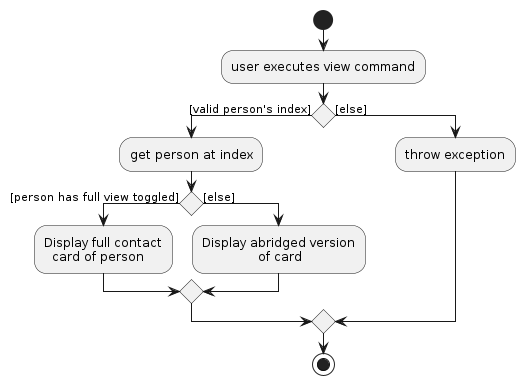 user executes view command
[valid person's index]
[else]
get person at index
throw exception
[person has full view toggled]
[else]
Display full contact
card of person
Display abridged version
of card